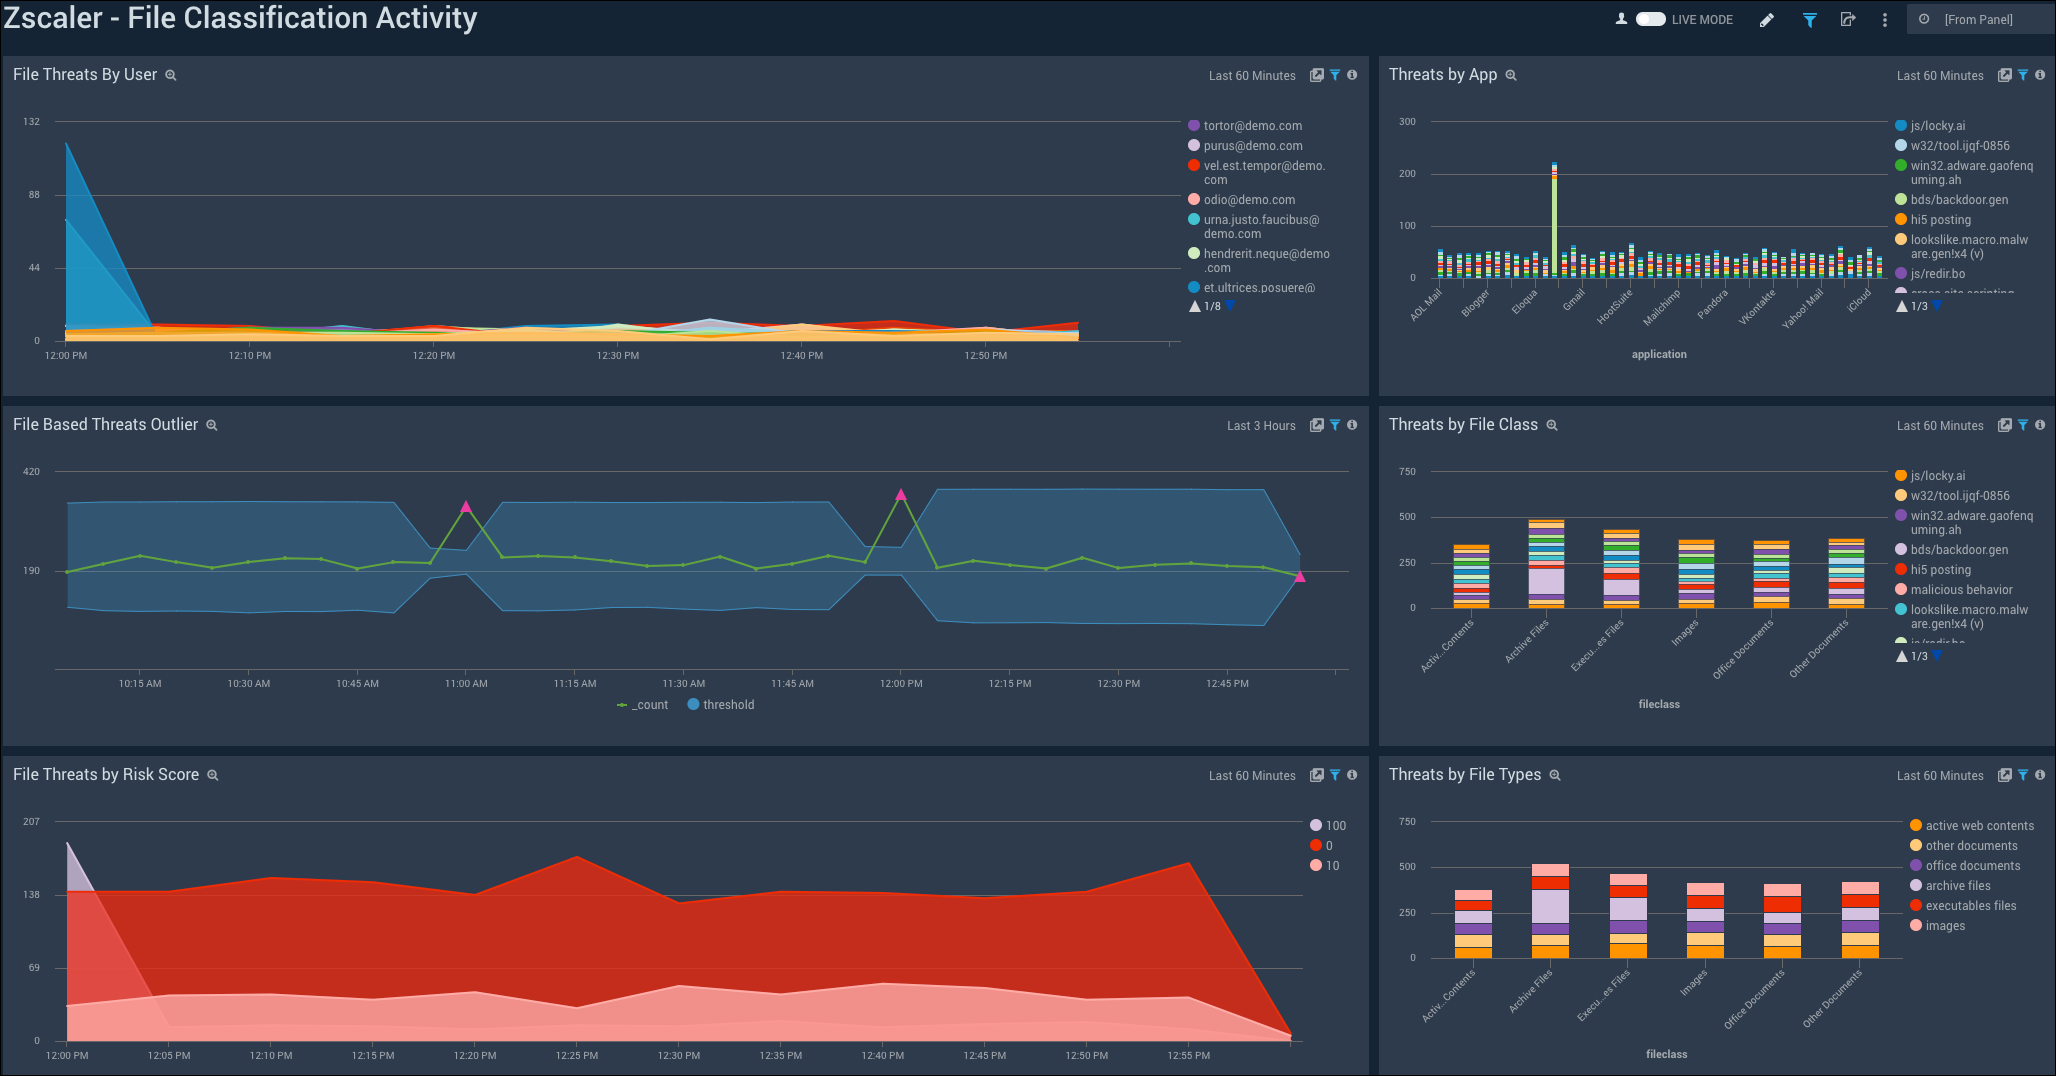 Zscaler - File Classification Activity
LIVE MODE
[From Panel]
File Threats By User
Last 60 Minutes
132
88
44
0
12:00 PM
12:10 PM
12:20 PM
12:30 PM
12:40 PM
12:50 PM
tortor@demo.com
purus@demo.com
vel.est.tempor@demo.
com
odio@demo.com
urna.justo.faucibus@
demo.com
hendrerit.neque@demo
.com
et.ultrices.posuere@
1/8
Threats by App
Last 60 Minutes
300
200
100
0
AOL Mail
Blogger
Eloqua
Gmail
HootSuite
Mailchimp
Pandora
VKontakte
Yahoo! Mail
iCloud
application
js/locky.ai
w32/tool.ijqf-0856
win32.adware.gaofenq
uming.ah
bds/backdoor.gen
hi5 posting
lookslike.macro.malw
are.gen!x4 (v)
js/redir.bo
cross site scripting
1/3
File Based Threats Outlier
Last 3 Hours
420
190
10:15 AM
10:30 AM
10:45 AM
11:00 AM
11:15 AM
11:30 AM
11:45 AM
12:00 PM
12:15 PM
12:30 PM
12:45 PM
_count
threshold
Threats by File Class
Last 60 Minutes
750
500
250
0
Activ...Contents
Archive Files
Execu...es Files
Images
Office Documents
Other Documents
fileclass
js/locky.ai
w32/tool.ijqf-0856
win32.adware.gaofenq
uming.ah
bds/backdoor.gen
hi5 posting
malicious behavior
lookslike.macro.malw
are.gen!x4 (v)
js/redir.bo
1/3
File Threats by Risk Score
Last 60 Minutes
207
138
69
0
12:00 PM
12:05 PM
12:10 PM
12:15 PM
12:20 PM
12:25 PM
12:30 PM
12:35 PM
12:40 PM
12:45 PM
12:50 PM
12:55 PM
100
0
10
Threats by File Types
Last 60 Minutes
750
500
250
0
Activ...Contents
Archive Files
Execu...es Files
Images
Office Documents
Other Documents
fileclass
active web contents
other documents
office documents
archive files
executables files
images